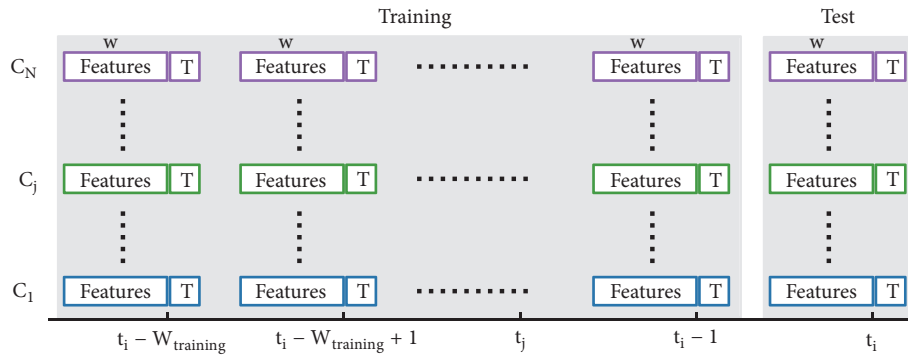 Training Test
w w w w
C_N Features T Features T Features T Features T
C_j Features T Features T Features T Features T
C_1 Features T Features T Features T Features T
t_i − W_training t_i − W_training + 1 t_j t_i − 1 t_i